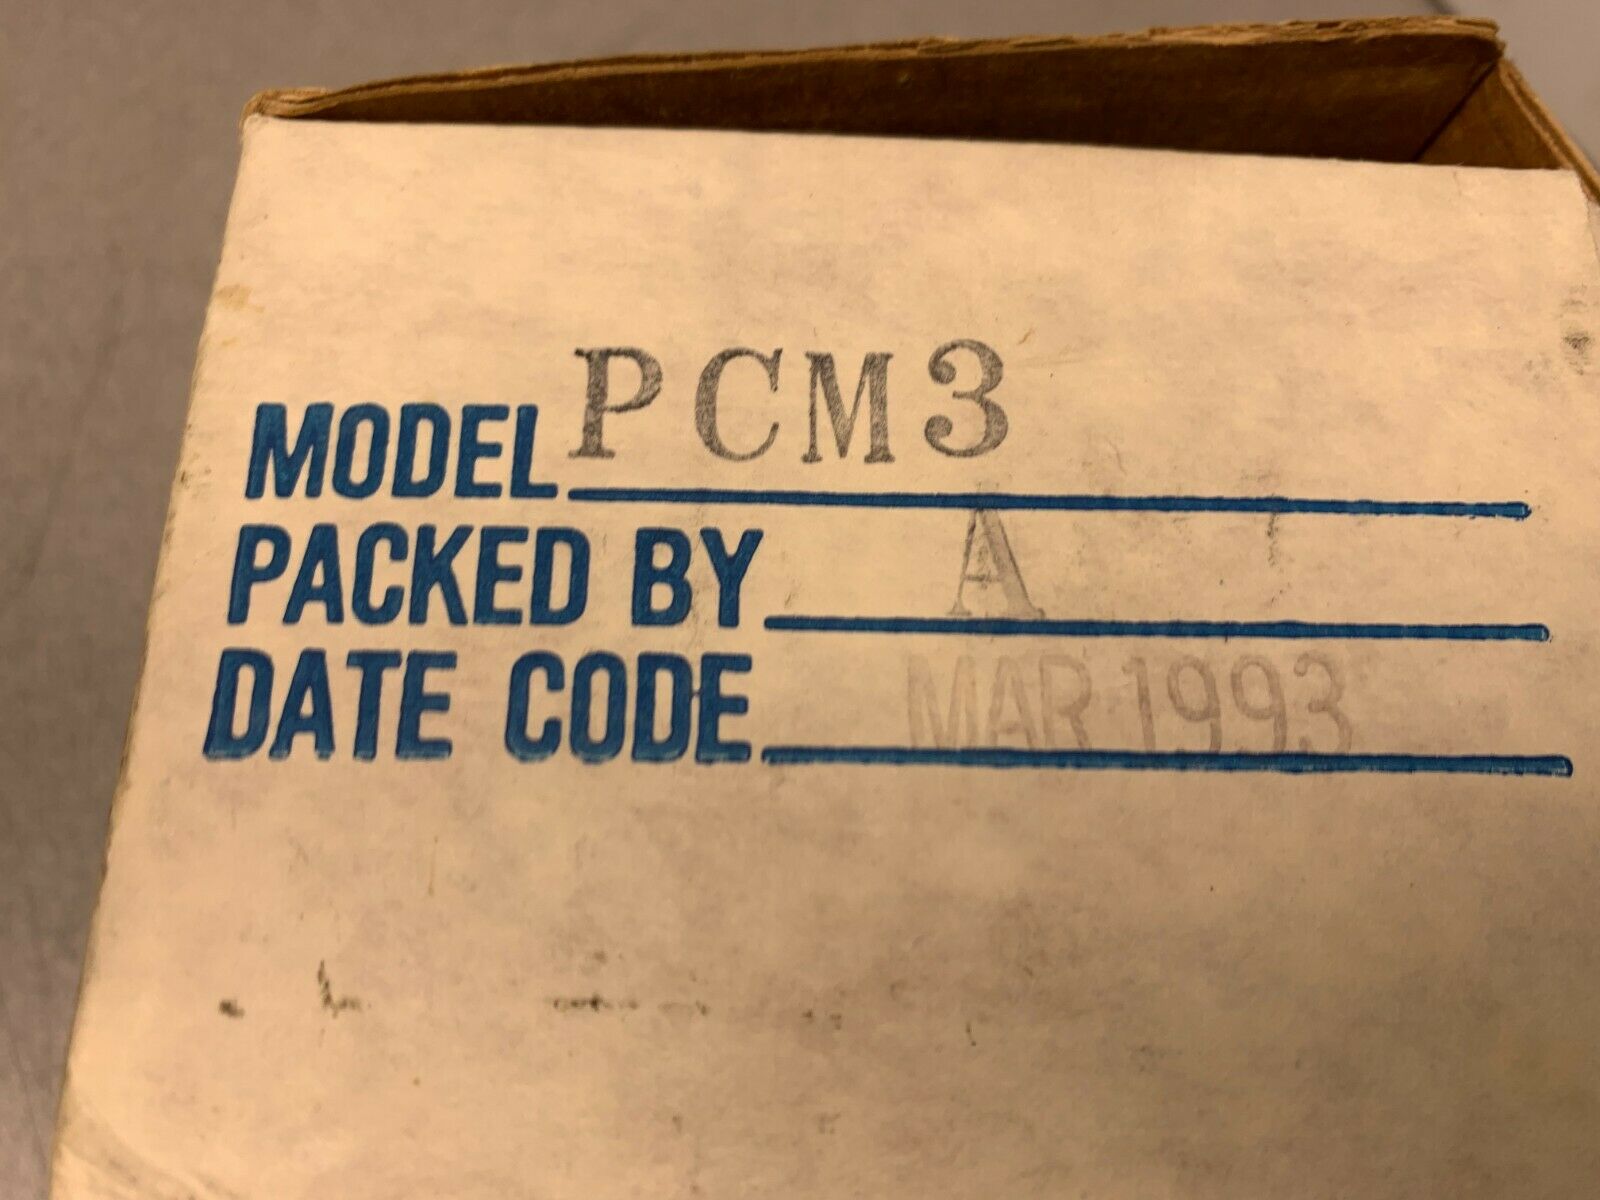 MODEL PCM3
PACKED BY A
DATE CODE MAR 1993